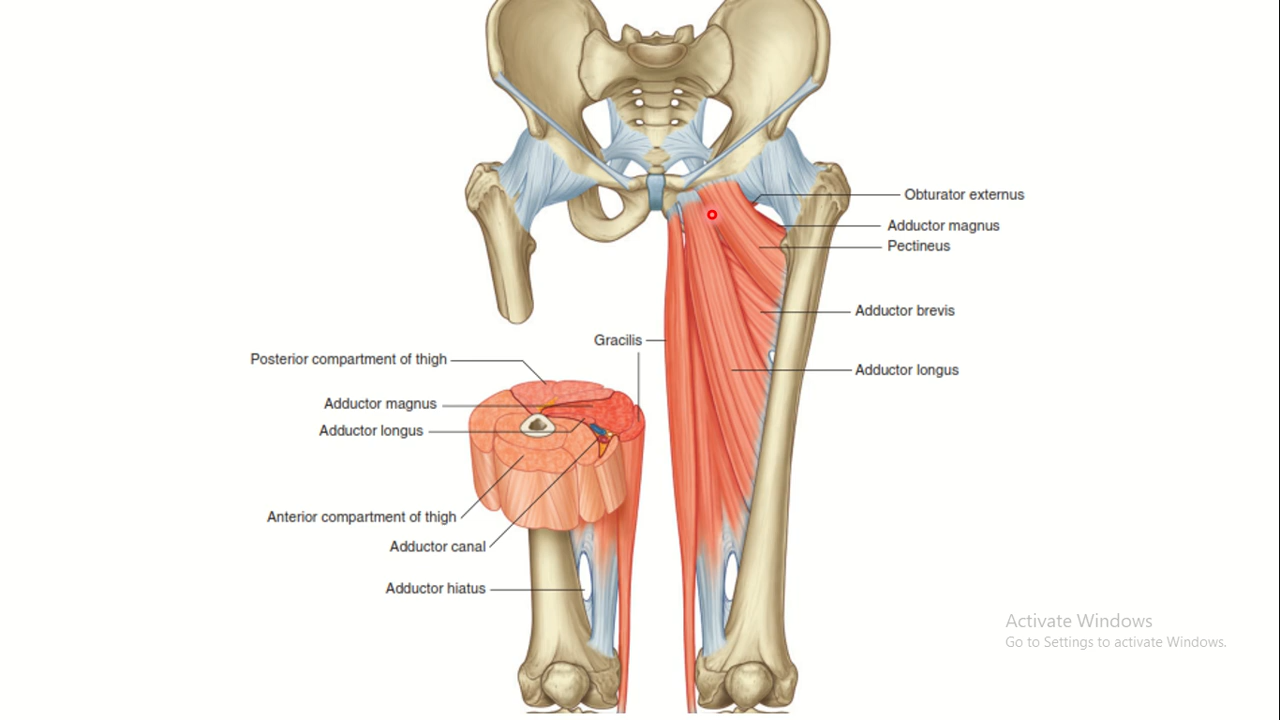 Obturator externus
Adductor magnus
Pectineus
Adductor brevis
Gracilis
Posterior compartment of thigh
Adductor longus
Adductor magnus
Adductor longus
Anterior compartment of thigh
Adductor canal
Adductor hiatus
Activate Windows
Go to Settings to activate Windows.